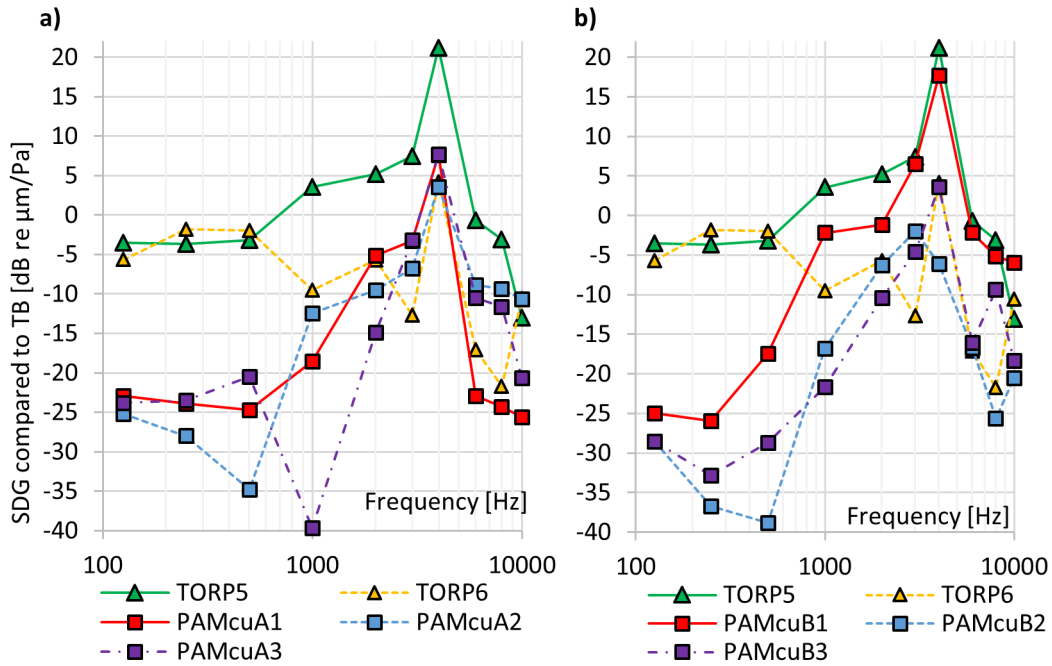 a)
SDG compared to TB [dB re µm/Pa]
20
15
10
5
0
-5
-10
-15
-20
-25
-30
-35
-40
Frequency [Hz]
100 1000 10000
TORP5 TORP6
PAMcuA1 PAMcuA2
PAMcuA3
b)
20
15
10
5
0
-5
-10
-15
-20
-25
-30
-35
-40
Frequency [Hz]
100 1000 10000
TORP5 TORP6
PAMcuB1 PAMcuB2
PAMcuB3